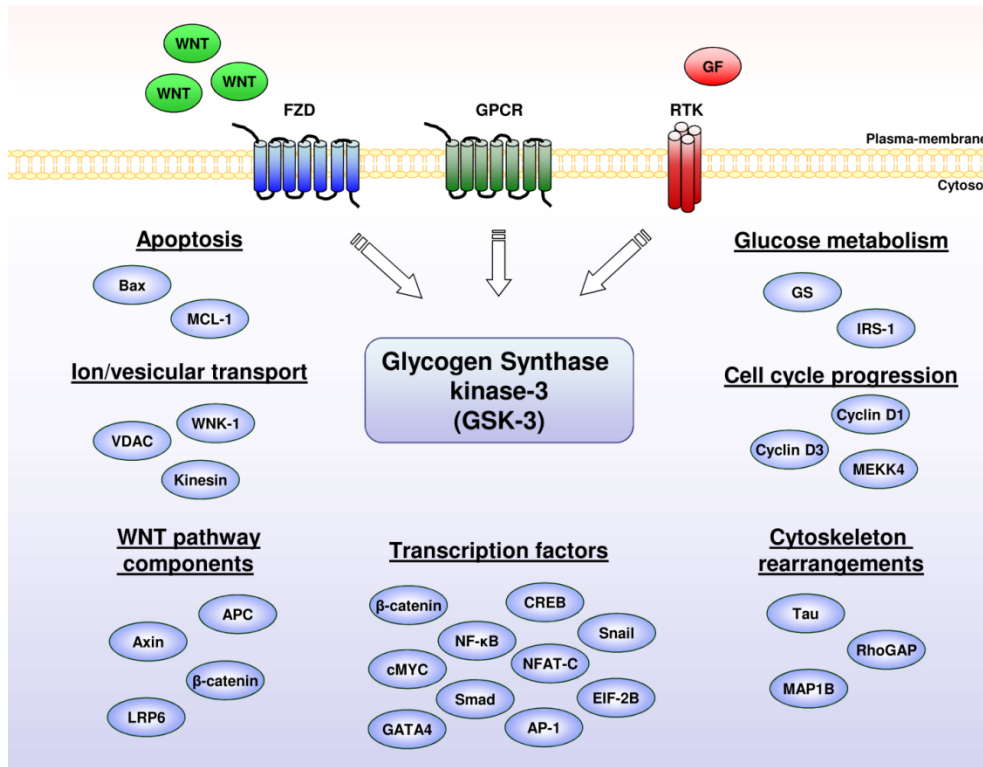 WNT
WNT
WNT
GF
FZD
GPCR
RTK
Plasma-membrane
Cytosol
Apoptosis
Bax
MCL-1
Glucose metabolism
GS
IRS-1
Glycogen Synthase
kinase-3
(GSK-3)
Ion/vesicular transport
WNK-1
VDAC
Kinesin
Cell cycle progression
Cyclin D1
Cyclin D3
MEKK4
WNT pathway
components
APC
Axin
β-catenin
LRP6
Transcription factors
β-catenin
CREB
Snail
NF-κB
NFAT-C
cMYC
Smad
EIF-2B
GATA4
AP-1
Cytoskeleton
rearrangements
Tau
RhoGAP
MAP1B